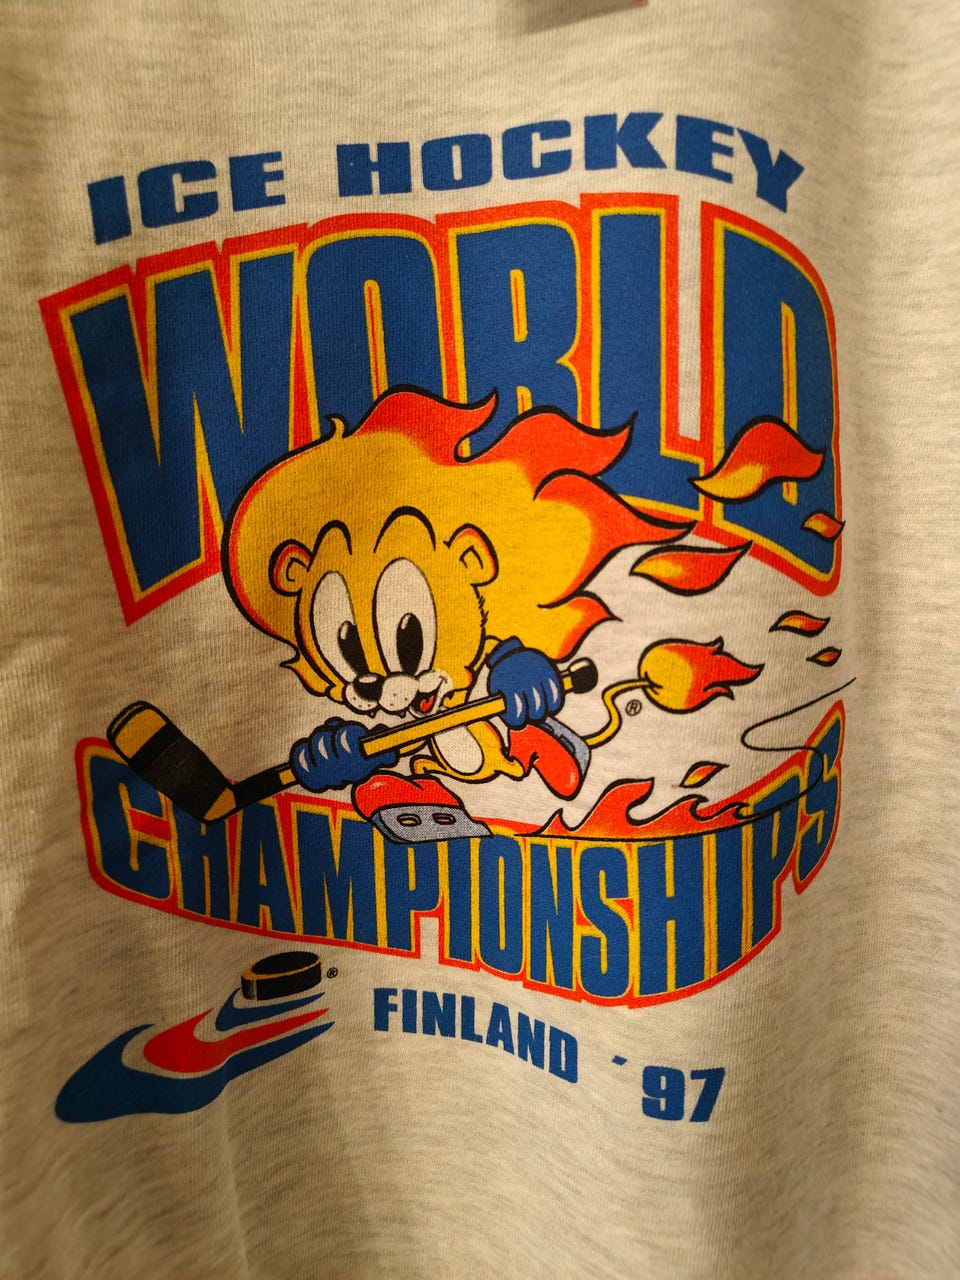 ICE HOCKEY
WORLD
®
CHAMPIONSHIPS
®
FINLAND '97